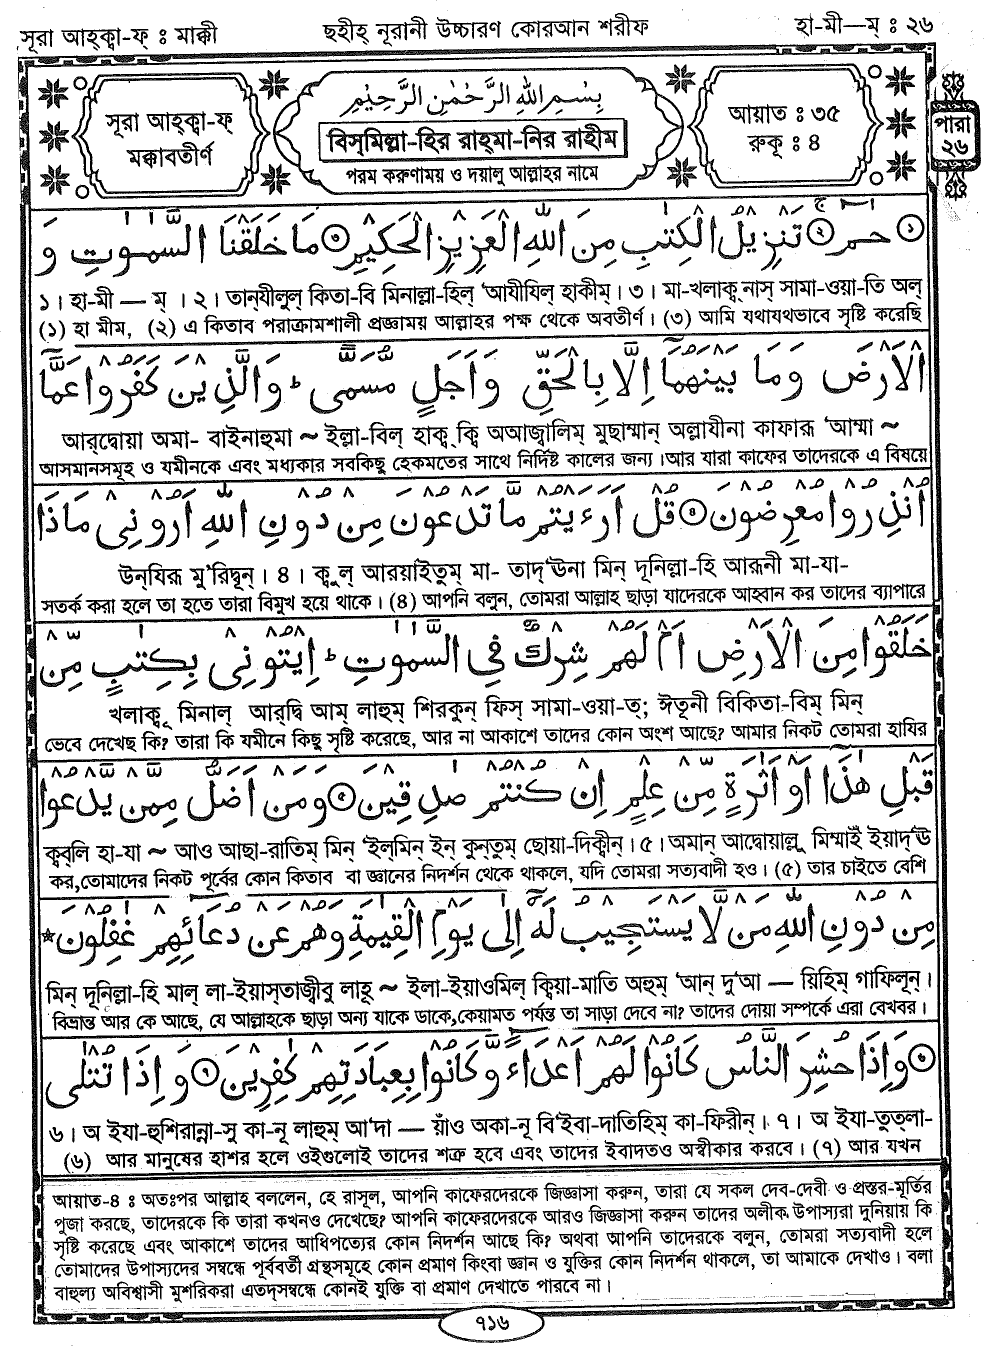 সূরা আহ্ক্বা-ফ্ ঃ মাক্কী ছহীহ্ নূরানী উচ্চারণ কোরআন শরীফ হা-মী—ম্ ঃ ২৬
সূরা আহ্ক্বা-ফ্
মক্কাবতীর্ণ
بِسْمِ اللّٰهِ الرَّحْمٰنِ الرَّحِيْمِ
বিস্‌মিল্লা-হির রাহ্‌মা-নির রাহীম
পরম করুণাময় ও দয়ালু আল্লাহর নামে
আয়াত ঃ ৩৫
রুকূ ঃ ৪
পারা
২৬
① حٰمٓ ② تَنْزِيْلُ الْكِتٰبِ مِنَ اللّٰهِ الْعَزِيْزِ الْحَكِيْمِ ③ مَا خَلَقْنَا السَّمٰوٰتِ وَ
১। হা-মী — ম্ । ২। তান্‌যীলুল্ কিতা-বি মিনাল্লা-হিল্ ‘আযীযিল্ হাকীম্। ৩। মা-খলাক্ব্‌নাস্ সামা-ওয়া-তি অল্
(১) হা মীম, (২) এ কিতাব পরাক্রামশালী প্রজ্ঞাময় আল্লাহর পক্ষ থেকে অবতীর্ণ। (৩) আমি যথাযথভাবে সৃষ্টি করেছি
الْاَرْضَ وَمَا بَيْنَهُمَآ اِلَّا بِالْحَقِّ وَاَجَلٍ مُّسَمًّى ؕ وَالَّذِيْنَ كَفَرُوْا عَمَّآ
আর্‌দ্বোয়া অমা- বাইনাহুমা ~ ইল্লা-বিল্ হাক্ব্ ক্বি অআজ্বালিম্ মুছাম্মান্ অল্লাযীনা কাফারূ ‘আম্মা ~
আসমানসমূহ ও যমীনকে এবং মধ্যকার সবকিছু হেকমতের সাথে নির্দিষ্ট কালের জন্য।আর যারা কাফের তাদেরকে এ বিষয়ে
اُنْذِرُوْا مُعْرِضُوْنَ ④ قُلْ اَرَءَيْتُمْ مَّا تَدْعُوْنَ مِنْ دُوْنِ اللّٰهِ اَرُوْنِيْ مَاذَا
উন্‌যিরূ মু’রিদ্বূন্। ৪। ক্বুল্ আরয়াইতুম্ মা- তাদ্‌’ঊনা মিন্ দূনিল্লা-হি আরূনী মা-যা-
সতর্ক করা হলে তা হতে তারা বিমুখ হয়ে থাকে। (৪) আপনি বলুন, তোমরা আল্লাহ ছাড়া যাদেরকে আহ্বান কর তাদের ব্যাপারে
خَلَقُوْا مِنَ الْاَرْضِ اَمْ لَهُمْ شِرْكٌ فِي السَّمٰوٰتِ ؕ اِيْتُوْنِيْ بِكِتٰبٍ مِّنْ
খলাক্বূ মিনাল্ আর্‌দ্বি আম্ লাহুম্ শিরকুন্ ফিস্ সামা-ওয়া-ত্; ঈতূনী বিকিতা-বিম্ মিন্
ভেবে দেখেছ কি? তারা কি যমীনে কিছু সৃষ্টি করেছে, আর না আকাশে তাদের কোন অংশ আছে? আমার নিকট তোমরা হাযির
قَبْلِ هٰذَآ اَوْ اَثٰرَةٍ مِّنْ عِلْمٍ اِنْ كُنْتُمْ صٰدِقِيْنَ ⑤ وَمَنْ اَضَلُّ مِمَّنْ يَّدْعُوْا
ক্বব্‌লি হা-যা ~ আও আছা-রাতিম্ মিন্ ‘ইল্‌মিন্ ইন্ কুন্‌তুম্ ছোয়া-দিক্বীন্। ৫। অমান্ আদ্বোয়াল্লু মিম্মাইঁ ইয়াদ্‌’ঊ
কর,তোমাদের নিকট পূর্বের কোন কিতাব বা জ্ঞানের নিদর্শন থেকে থাকলে, যদি তোমরা সত্যবাদী হও। (৫) তার চাইতে বেশি
مِنْ دُوْنِ اللّٰهِ مَنْ لَّا يَسْتَجِيْبُ لَهٗٓ اِلٰى يَوْمِ الْقِيٰمَةِ وَهُمْ عَنْ دُعَآئِهِمْ غٰفِلُوْنَ *
মিন্ দূনিল্লা-হি মাল্ লা-ইয়াস্‌তাজ্বীবু লাহূ ~ ইলা-ইয়াওমিল্ ক্বিয়া-মাতি অহুম্ ‘আন্ দু’আ — য়িহিম্ গাফিলূন্।
বিভ্রান্ত আর কে আছে, যে আল্লাহকে ছাড়া অন্য যাকে ডাকে,কেয়ামত পর্যন্ত তা সাড়া দেবে না? তাদের দোয়া সম্পর্কে এরা বেখবর।
⑥ وَاِذَا حُشِرَ النَّاسُ كَانُوْا لَهُمْ اَعْدَآءً وَّكَانُوْا بِعِبَادَتِهِمْ كٰفِرِيْنَ ⑦ وَاِذَا تُتْلٰى
৬। অ ইযা-হুশিরান্না-সু কা-নূ লাহুম্ আ’দা — য়াঁও অকা-নূ বি’ইবা-দাতিহিম্ কা-ফিরীন্। ৭। অ ইযা-তুত্‌লা-
(৬) আর মানুষের হাশর হলে ওইগুলোই তাদের শত্রু হবে এবং তাদের ইবাদতও অস্বীকার করবে। (৭) আর যখন
আয়াত-৪ ঃ অতঃপর আল্লাহ বললেন, হে রাসূল, আপনি কাফেরদেরকে জিজ্ঞাসা করুন, তারা যে সকল দেব-দেবী ও প্রস্তর-মূর্তির
পুজা করছে, তাদেরকে কি তারা কখনও দেখেছে? আপনি কাফেরদেরকে আরও জিজ্ঞাসা করুন তাদের অলীক উপাস্যরা দুনিয়ায় কি
সৃষ্টি করেছে এবং আকাশে তাদের আধিপত্যের কোন নিদর্শন আছে কি? অথবা আপনি তাদেরকে বলুন, তোমরা সত্যবাদী হলে
তোমাদের উপাস্যদের সম্বন্ধে পূর্ববর্তী গ্রন্থসমূহে কোন প্রমাণ কিংবা জ্ঞান ও যুক্তির কোন নিদর্শন থাকলে, তা আমাকে দেখাও। বলা
বাহুল্য অবিশ্বাসী মুশরিকরা এতদ্‌সম্বন্ধে কোনই যুক্তি বা প্রমাণ দেখাতে পারবে না।
৭১৬